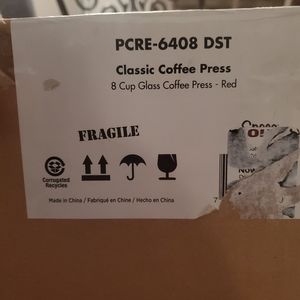 PCRE-6408 DST
Classic Coffee Press
8 Cup Glass Coffee Press - Red
FRAGILE
Corrugated
Recycles
Made in China / Fabriqué en Chine / Hecho en China
7